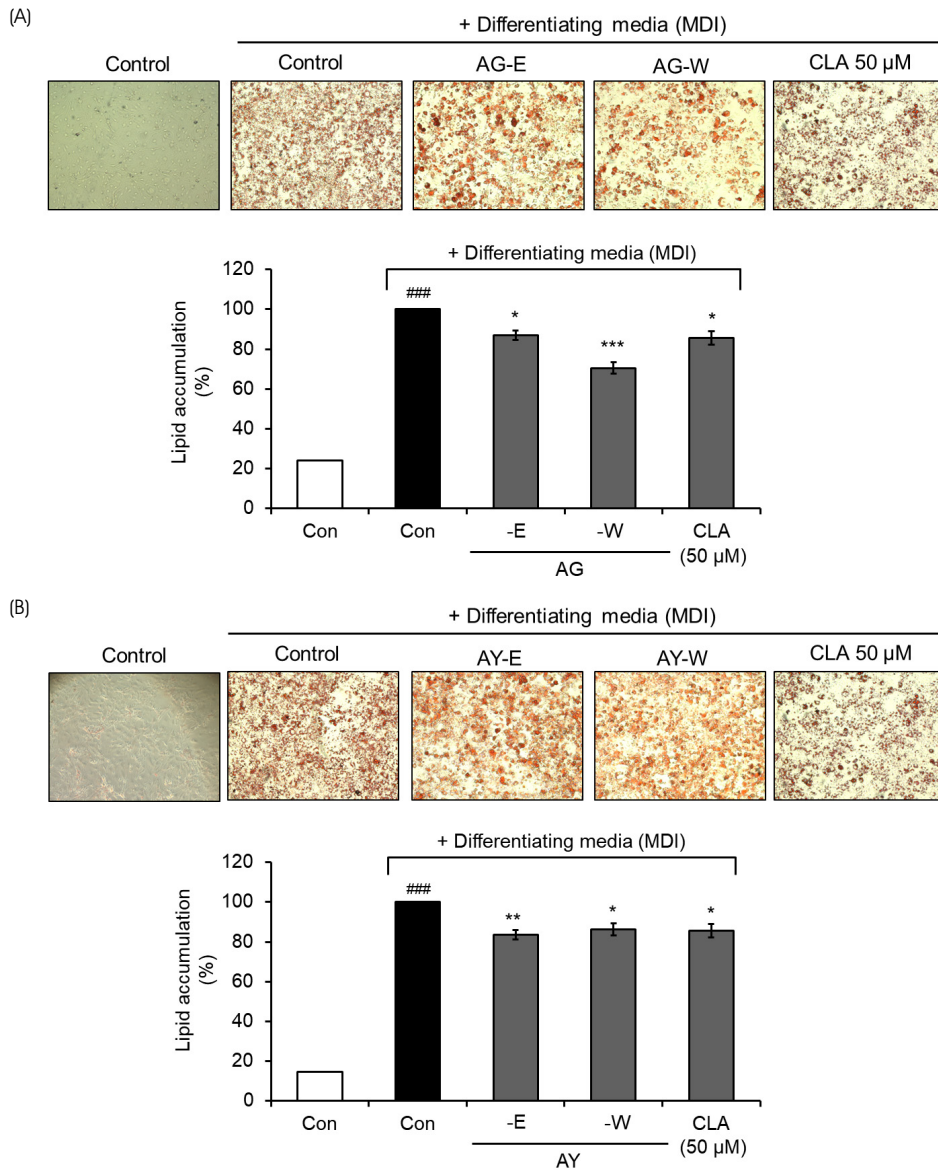 (A)
+ Differentiating media (MDI)
Control Control AG-E AG-W CLA 50 µM
+ Differentiating media (MDI)
Lipid accumulation
(%)
120
100
80
60
40
20
0
###
*
***
*
Con Con -E -W CLA
(50 µM)
AG
(B)
+ Differentiating media (MDI)
Control Control AY-E AY-W CLA 50 µM
+ Differentiating media (MDI)
Lipid accumulation
(%)
120
100
80
60
40
20
0
###
**
*
*
Con Con -E -W CLA
(50 µM)
AY